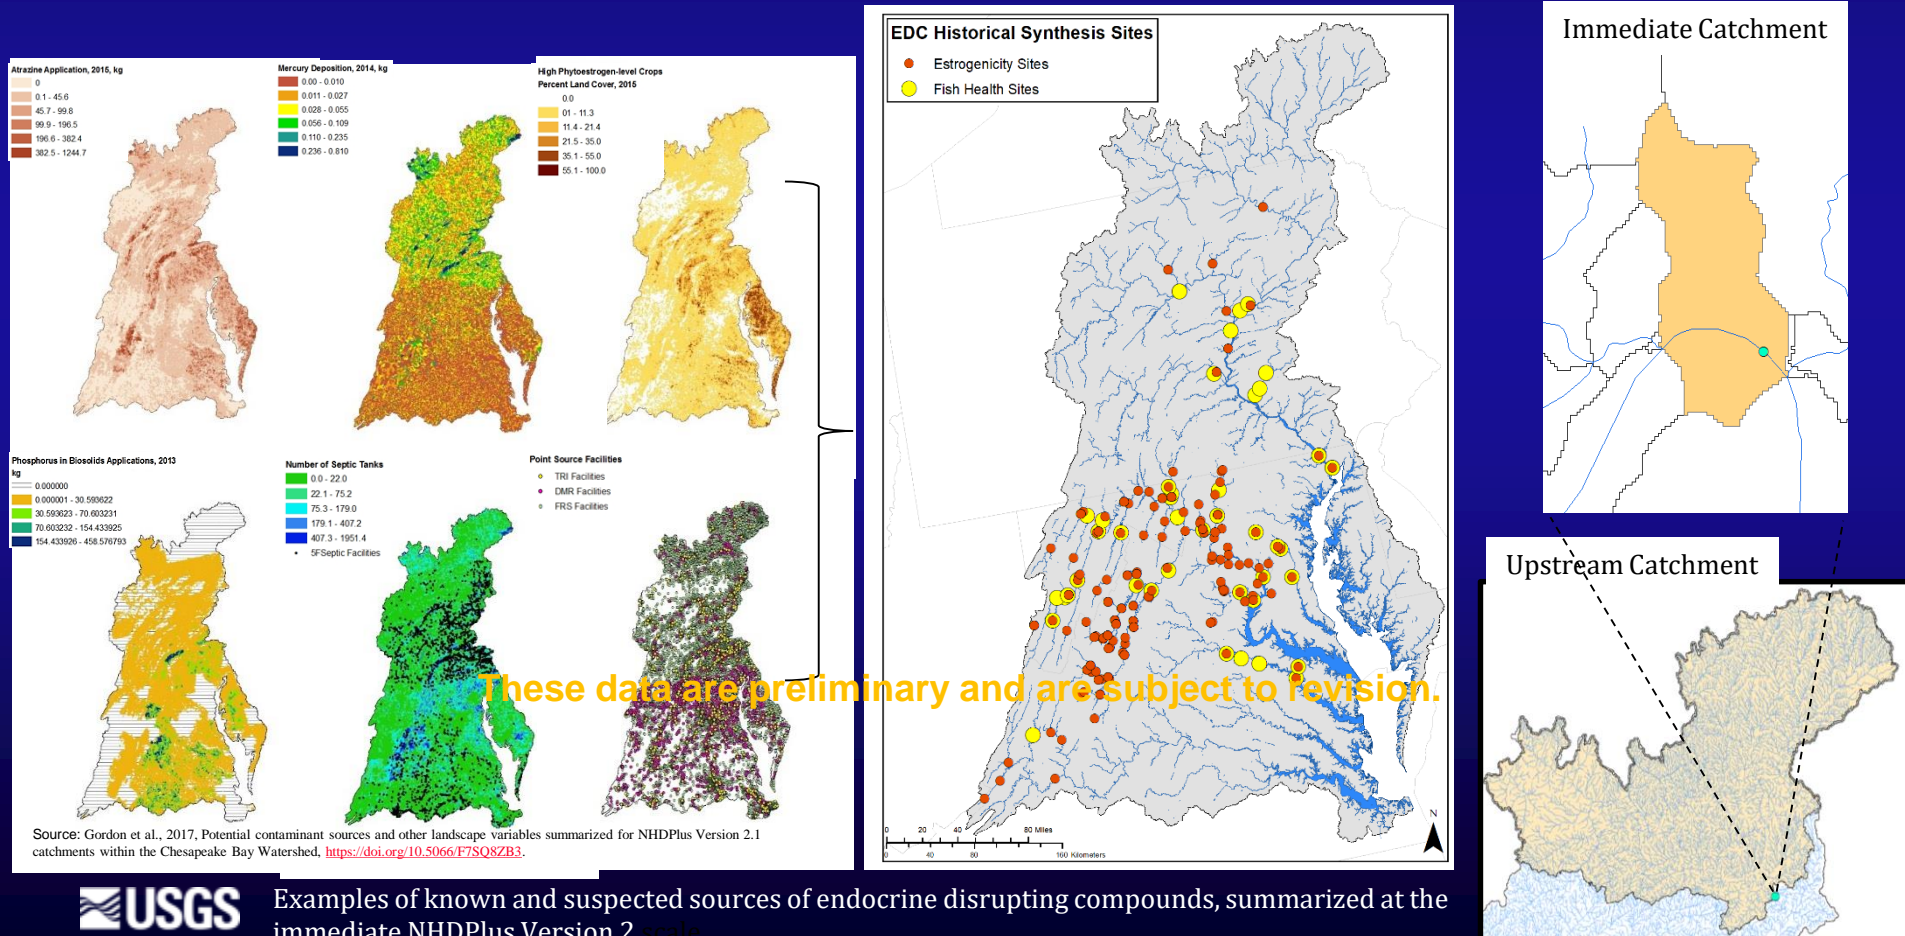 Atrazine Application, 2015, kg
0
0.1 - 45.6
45.7 - 99.8
99.9 - 196.5
196.6 - 382.4
382.5 - 1244.7
Mercury Deposition, 2014, kg
0.00 - 0.010
0.011 - 0.027
0.028 - 0.055
0.056 - 0.109
0.110 - 0.235
0.236 - 0.810
High Phytoestrogen-level Crops
Percent Land Cover, 2015
0.0
01 - 11.3
11.4 - 21.4
21.5 - 35.0
35.1 - 55.0
55.1 - 100.0
Phosphorus in Biosolids Applications, 2013
kg
0.000000
0.000001 - 30.593622
30.593623 - 70.603231
70.603232 - 154.433925
154.433926 - 458.576793
Number of Septic Tanks
0.0 - 22.0
22.1 - 75.2
75.3 - 179.0
179.1 - 407.2
407.3 - 1951.4
5FSeptic Facilities
Point Source Facilities
TRI Facilities
DMR Facilities
FRS Facilities
Source: Gordon et al., 2017, Potential contaminant sources and other landscape variables summarized for NHDPlus Version 2.1
catchments within the Chesapeake Bay Watershed, https://doi.org/10.5066/F7SQ8ZB3.
EDC Historical Synthesis Sites
Estrogenicity Sites
Fish Health Sites
N
0 20 40 80 Miles
0 40 80 160 Kilometers
These data are preliminary and are subject to revision.
Immediate Catchment
Upstream Catchment
USGS
Examples of known and suspected sources of endocrine disrupting compounds, summarized at the
immediate NHDPlus Version 2 scale